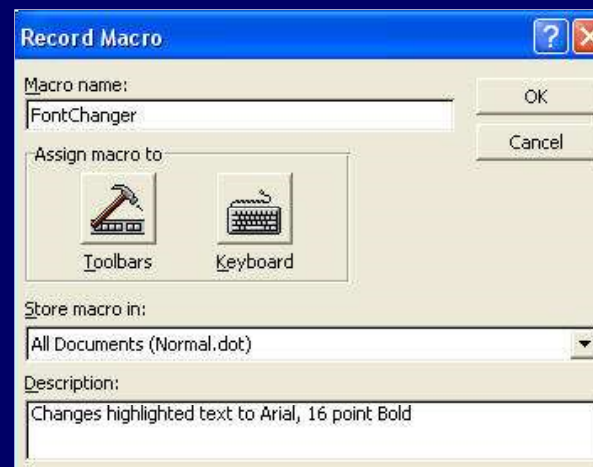 Record Macro
?
Macro name:
OK
FontChanger
Cancel
Assign macro to
Toolbars Keyboard
Store macro in:
All Documents (Normal.dot)
Description:
Changes highlighted text to Arial, 16 point Bold